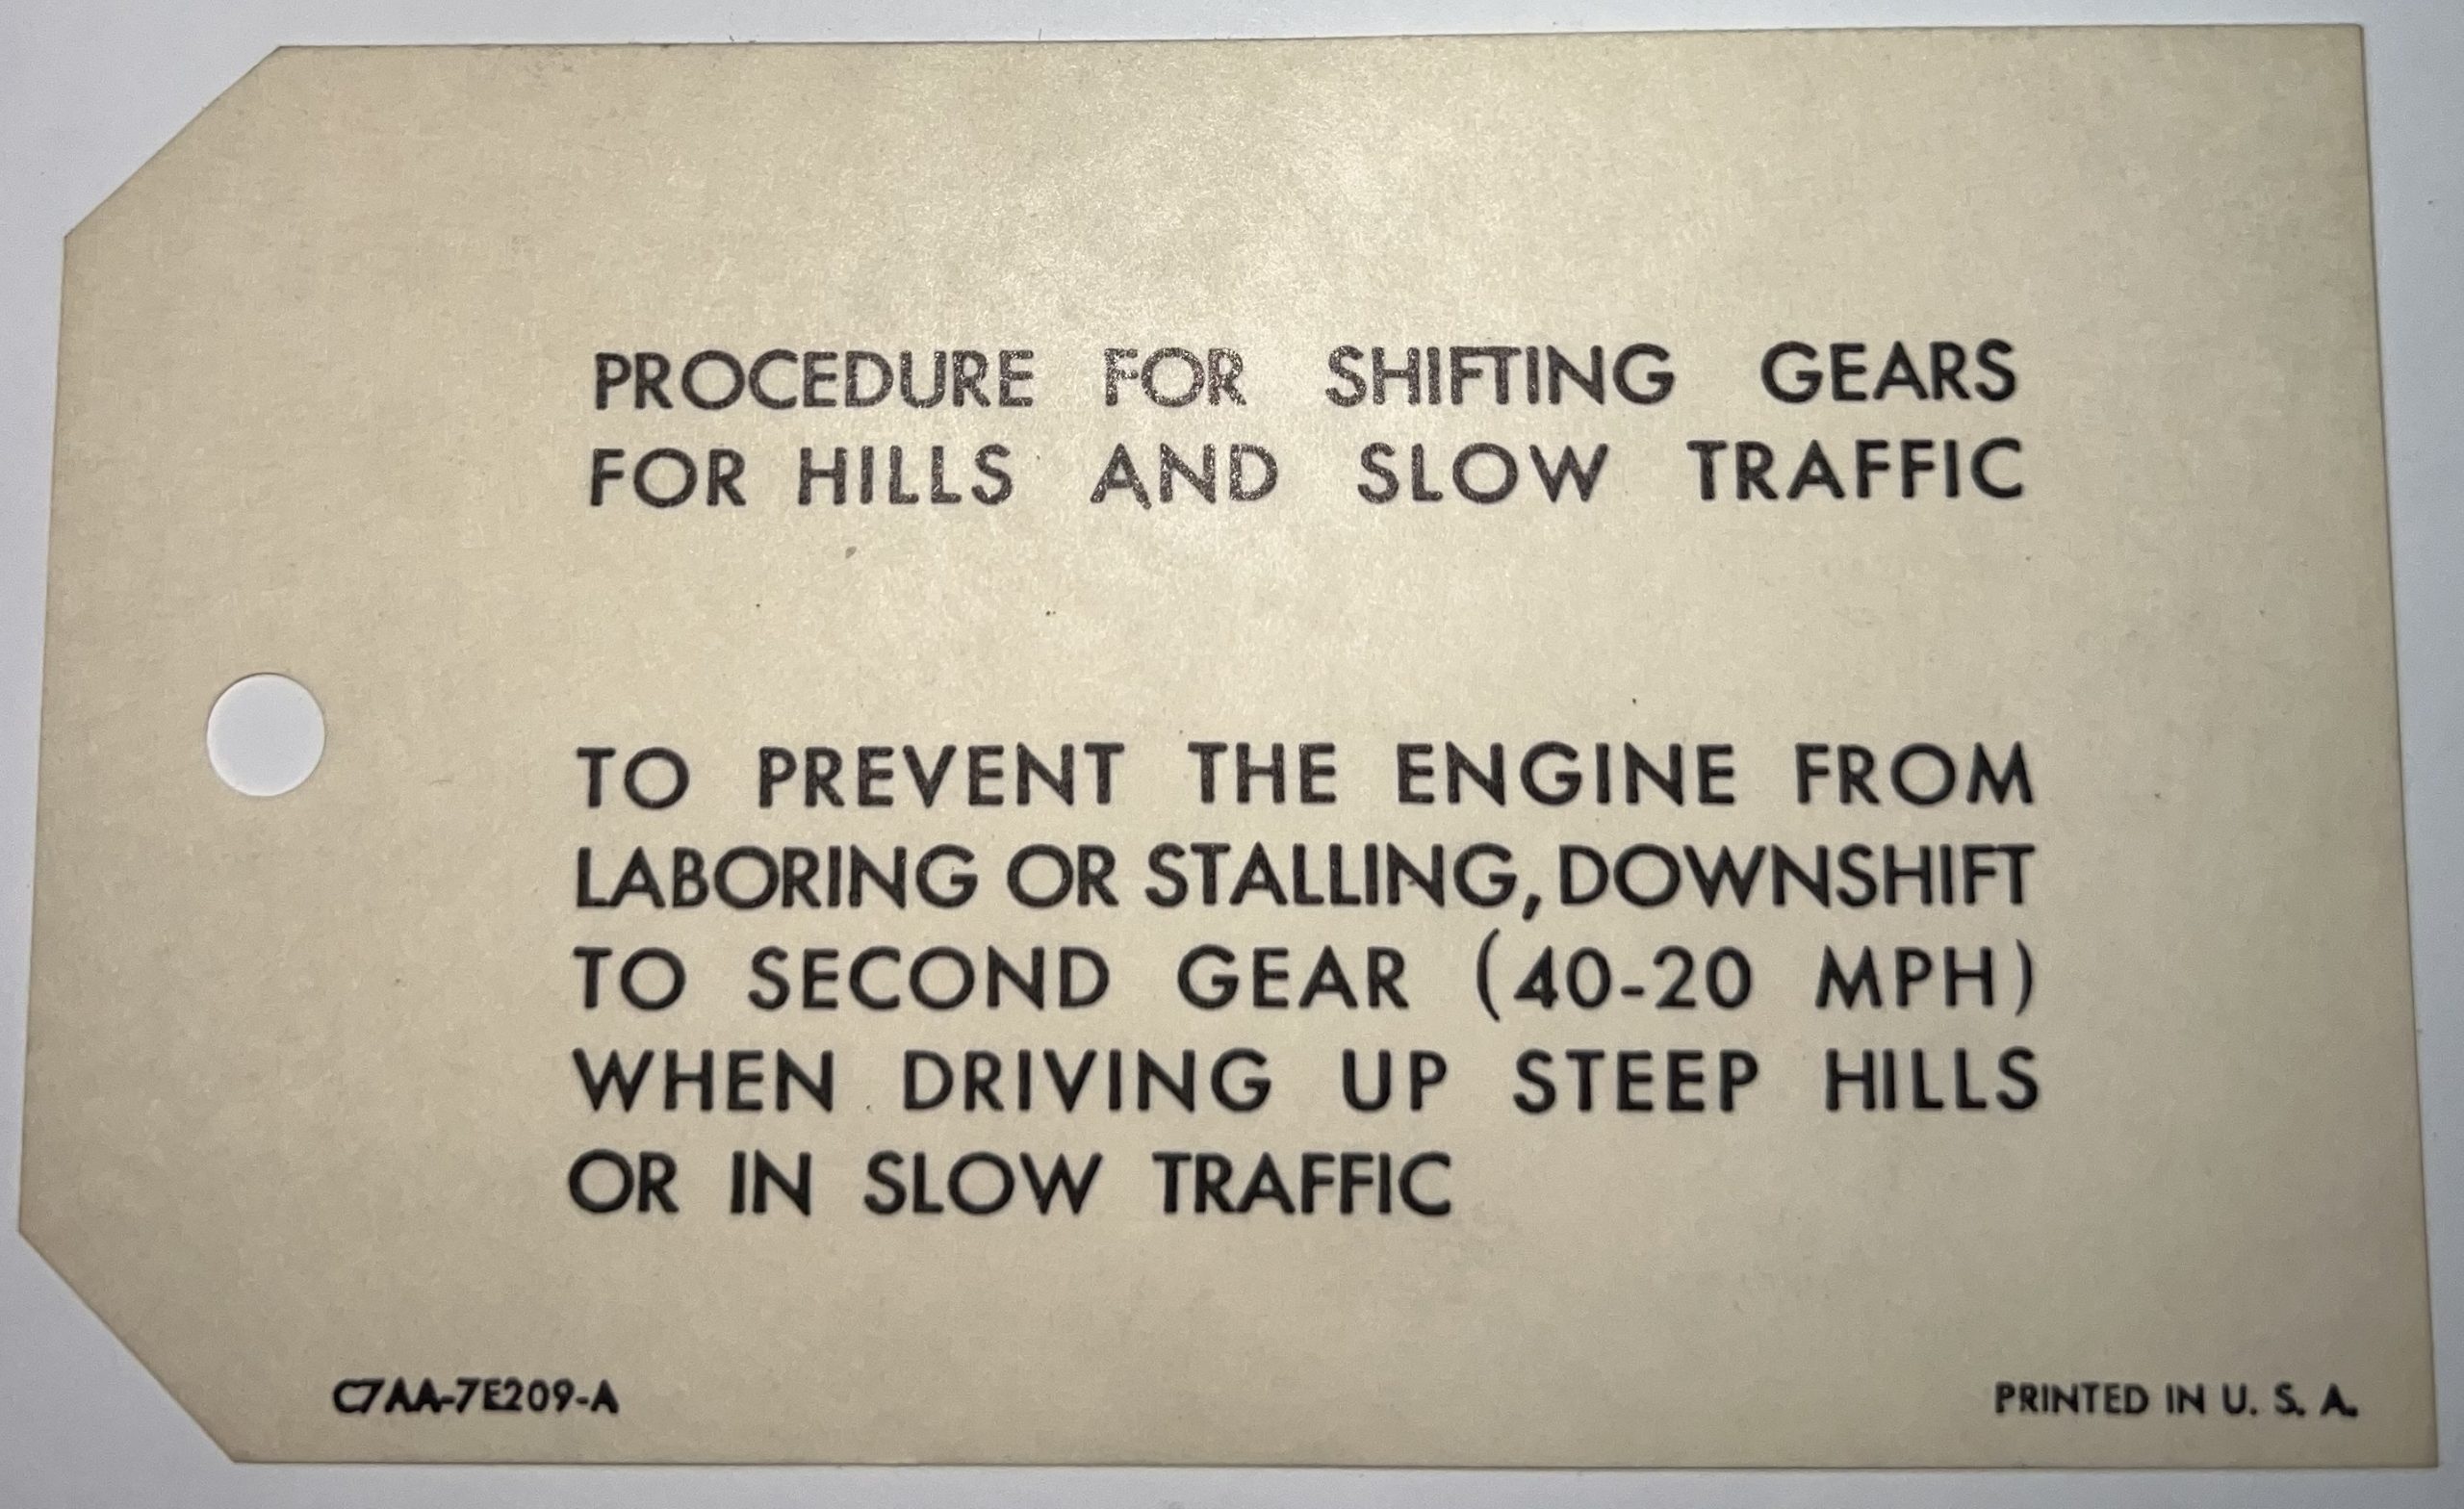 PROCEDURE FOR SHIFTING GEARS
FOR HILLS AND SLOW TRAFFIC
TO PREVENT THE ENGINE FROM
LABORING OR STALLING, DOWNSHIFT
TO SECOND GEAR (40-20 MPH)
WHEN DRIVING UP STEEP HILLS
OR IN SLOW TRAFFIC
C7AA-7E209-A
PRINTED IN U. S. A.